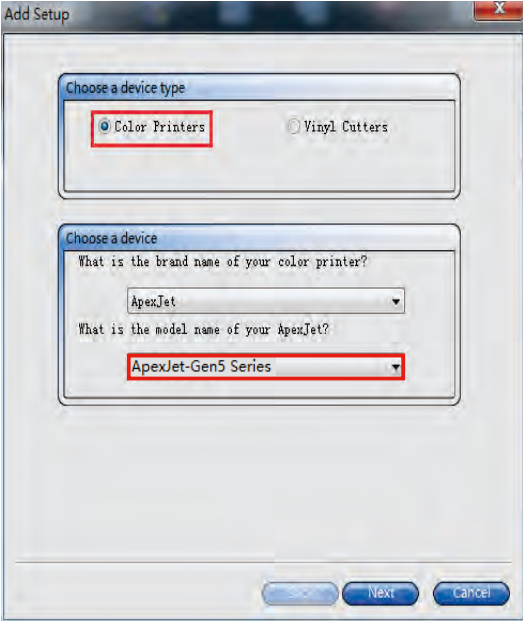 Add Setup
Choose a device type
Color Printers
Vinyl Cutters
Choose a device
What is the brand name of your color printer?
ApexJet
What is the model name of your ApexJet?
ApexJet-Gen5 Series
Next
Cancel